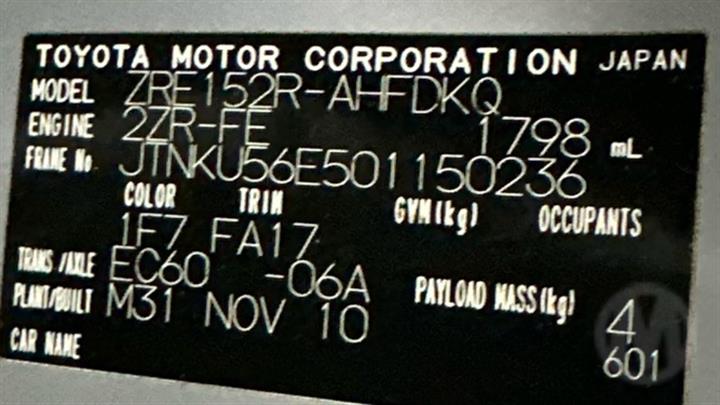 TOYOTA MOTOR CORPORATION JAPAN
MODEL ZRE152R-AHFDKQ
ENGINE 2ZR-FE 1798 mL
FRAME No JTNKU56E501150236
COLOR TRIM GVM(kg) OCCUPANTS
1F7 FA17
TRANS/AXLE EC60 -06A
PLANT/BUILT M31 NOV 10 PAYLOAD MASS(kg) 4
CAR NAME 601